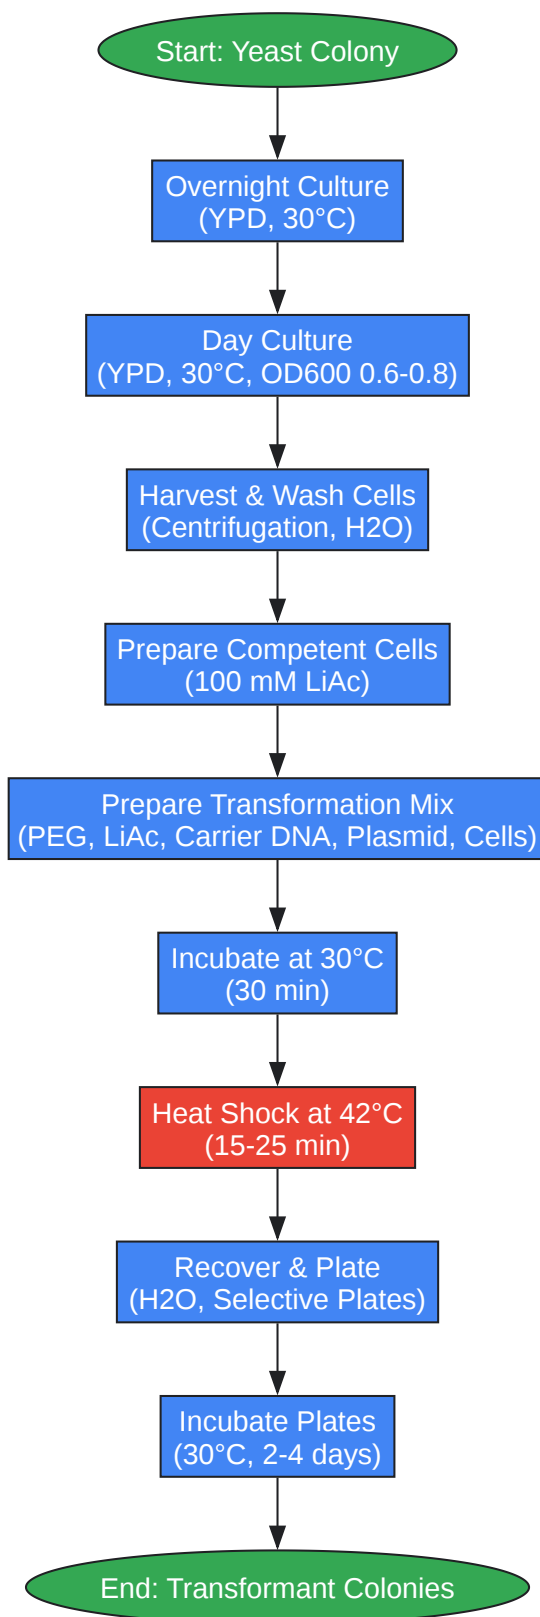 Start: Yeast Colony
Overnight Culture
(YPD, 30°C)
Day Culture
(YPD, 30°C, OD600 0.6-0.8)
Harvest & Wash Cells
(Centrifugation, H2O)
Prepare Competent Cells
(100 mM LiAc)
Prepare Transformation Mix
(PEG, LiAc, Carrier DNA, Plasmid, Cells)
Incubate at 30°C
(30 min)
Heat Shock at 42°C
(15-25 min)
Recover & Plate
(H2O, Selective Plates)
Incubate Plates
(30°C, 2-4 days)
End: Transformant Colonies